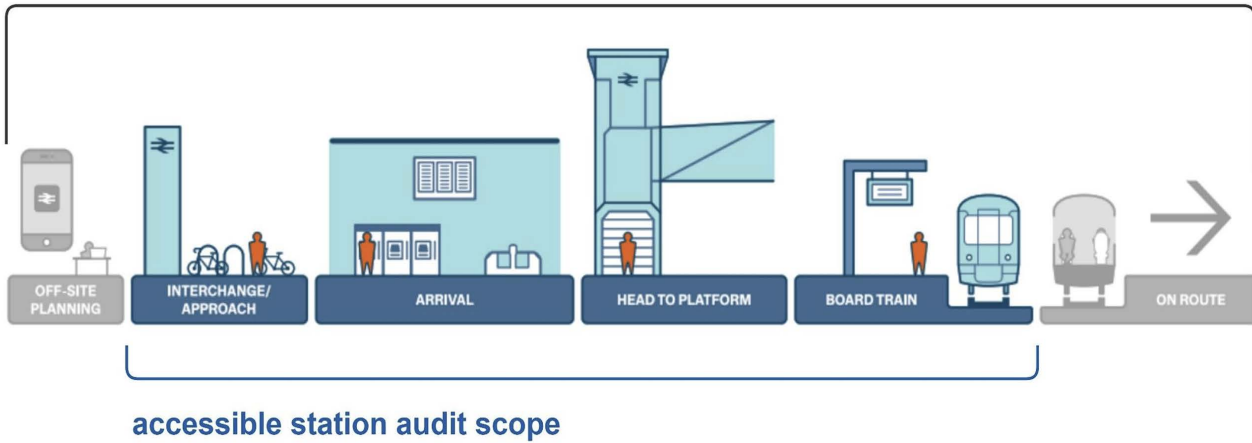 OFF-SITE
PLANNING
INTERCHANGE/
APPROACH
ARRIVAL
HEAD TO PLATFORM
BOARD TRAIN
ON ROUTE
accessible station audit scope